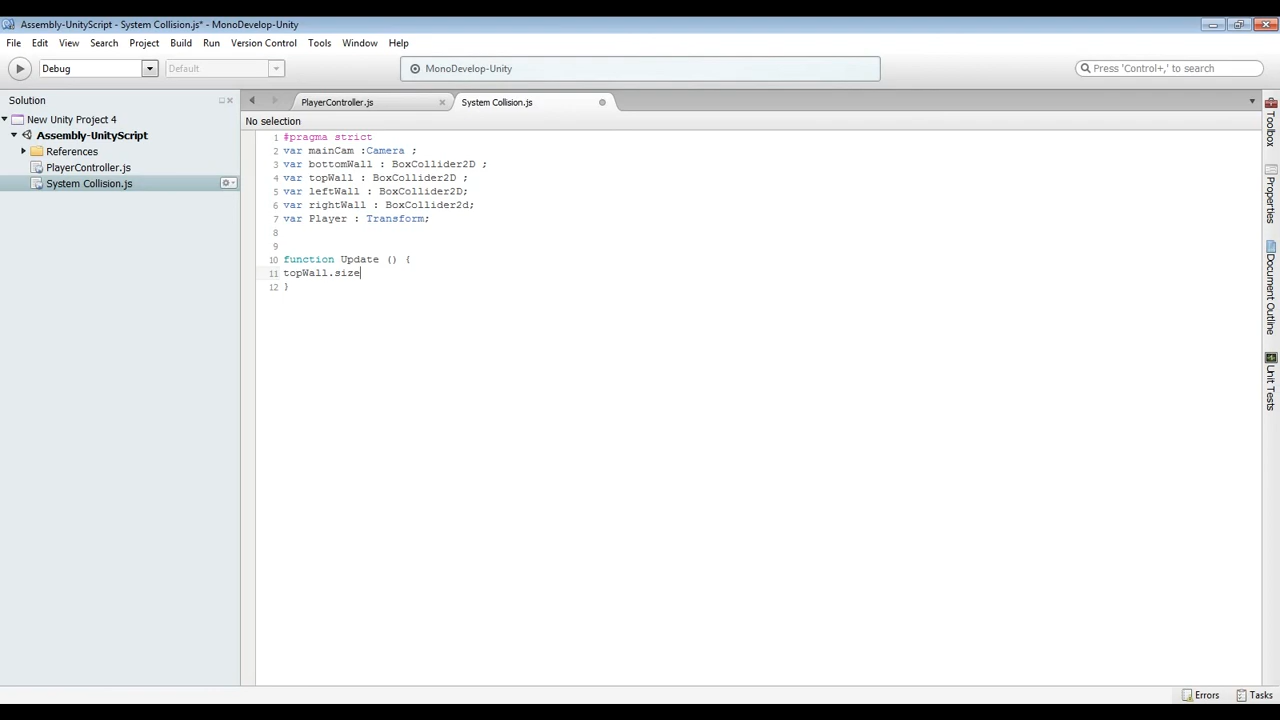 Assembly-UnityScript - System Collision.js* - MonoDevelop-Unity
File Edit View Search Project Build Run Version Control Tools Window Help
Debug Default MonoDevelop-Unity Press 'Control+,' to search
Solution
PlayerController.js System Collision.js
New Unity Project 4
Assembly-UnityScript
References
PlayerController.js
System Collision.js
No selection
1 #pragma strict
2 var mainCam :Camera ;
3 var bottomWall : BoxCollider2D ;
4 var topWall : BoxCollider2D ;
5 var leftWall : BoxCollider2D;
6 var rightWall : BoxCollider2d;
7 var Player : Transform;
8
9
10 function Update () {
11 topWall.size
12 }
Toolbox
Properties
Document Outline
Unit Tests
Errors Tasks